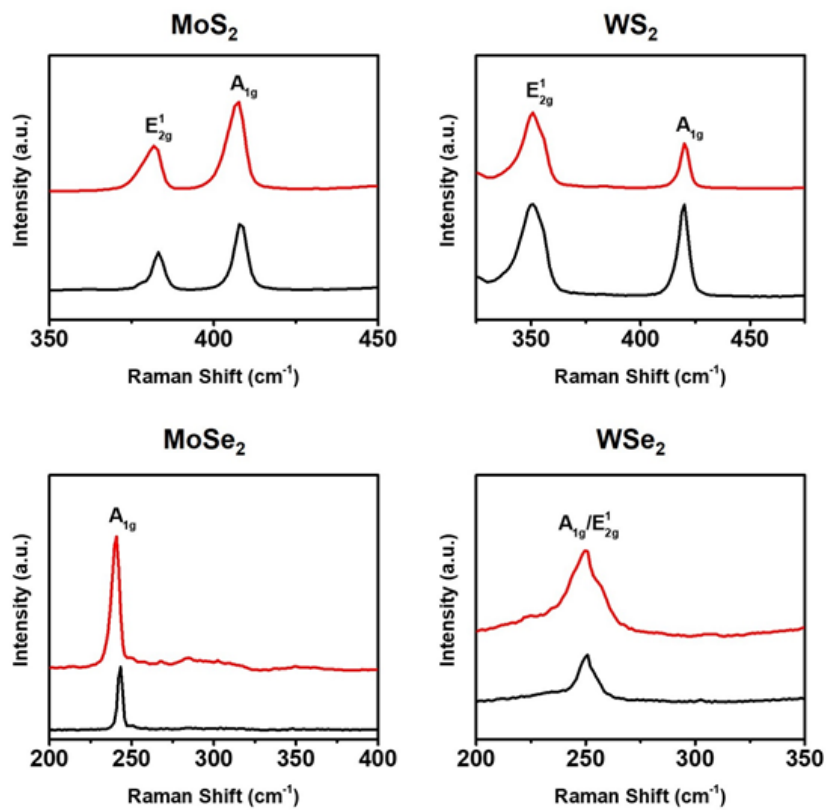 MoS₂
E¹₂g
A₁g
Intensity (a.u.)
350 400 450
Raman Shift (cm⁻¹)
WS₂
E¹₂g
A₁g
Intensity (a.u.)
350 400 450
Raman Shift (cm⁻¹)
MoSe₂
A₁g
Intensity (a.u.)
200 250 300 350 400
Raman Shift (cm⁻¹)
WSe₂
A₁g/E¹₂g
Intensity (a.u.)
200 250 300 350
Raman Shift (cm⁻¹)